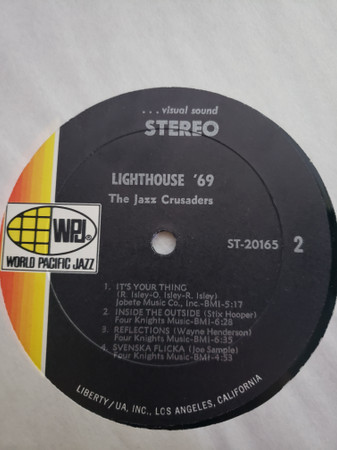 ...visual sound
STEREO
LIGHTHOUSE '69
The Jazz Crusaders
WPJ
WORLD PACIFIC JAZZ
ST-20165 2
1. IT'S YOUR THING
(R. Isley-O. Isley-R. Isley)
Jobete Music Co., Inc.-BMI-5:17
2. INSIDE THE OUTSIDE (Stix Hooper)
Four Knights Music-BMI-6:28
3. REFLECTIONS (Wayne Henderson)
Four Knights Music-BMI-6:35
4. SVENSKA FLICKA (Joe Sample)
Four Knights Music-BMI-4:53
LIBERTY/UA, INC., LOS ANGELES, CALIFORNIA